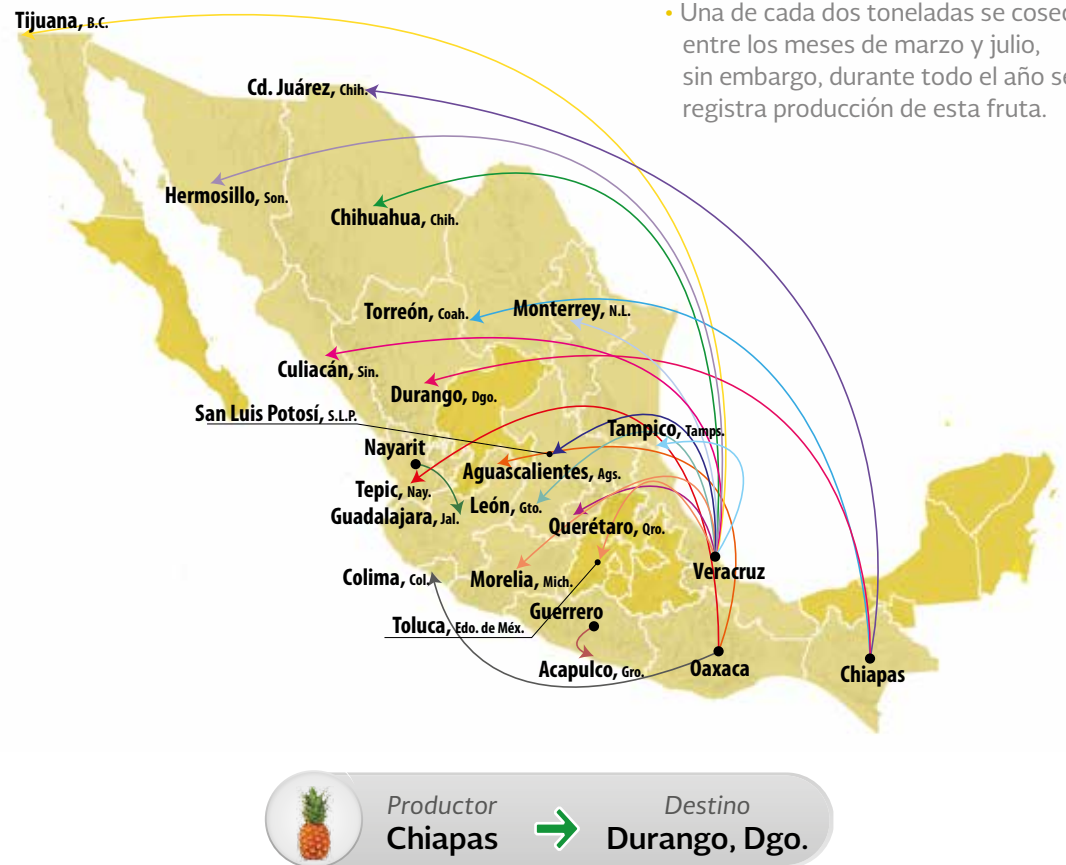 Tijuana, B.C.
• Una de cada dos toneladas se cosec
entre los meses de marzo y julio,
sin embargo, durante todo el año se
registra producción de esta fruta.
Cd. Juárez, Chih.
Hermosillo, Son.
Chihuahua, Chih.
Torreón, Coah.
Monterrey, N.L.
Culiacán, Sin.
Durango, Dgo.
San Luis Potosí, S.L.P.
Tampico, Tamps.
Nayarit
Aguascalientes, Ags.
Tepic, Nay.
León, Gto.
Guadalajara, Jal.
Querétaro, Qro.
Colima, Col.
Morelia, Mich.
Veracruz
Guerrero
Toluca, Edo. de Méx.
Acapulco, Gro.
Oaxaca
Chiapas
Productor
Chiapas
Destino
Durango, Dgo.